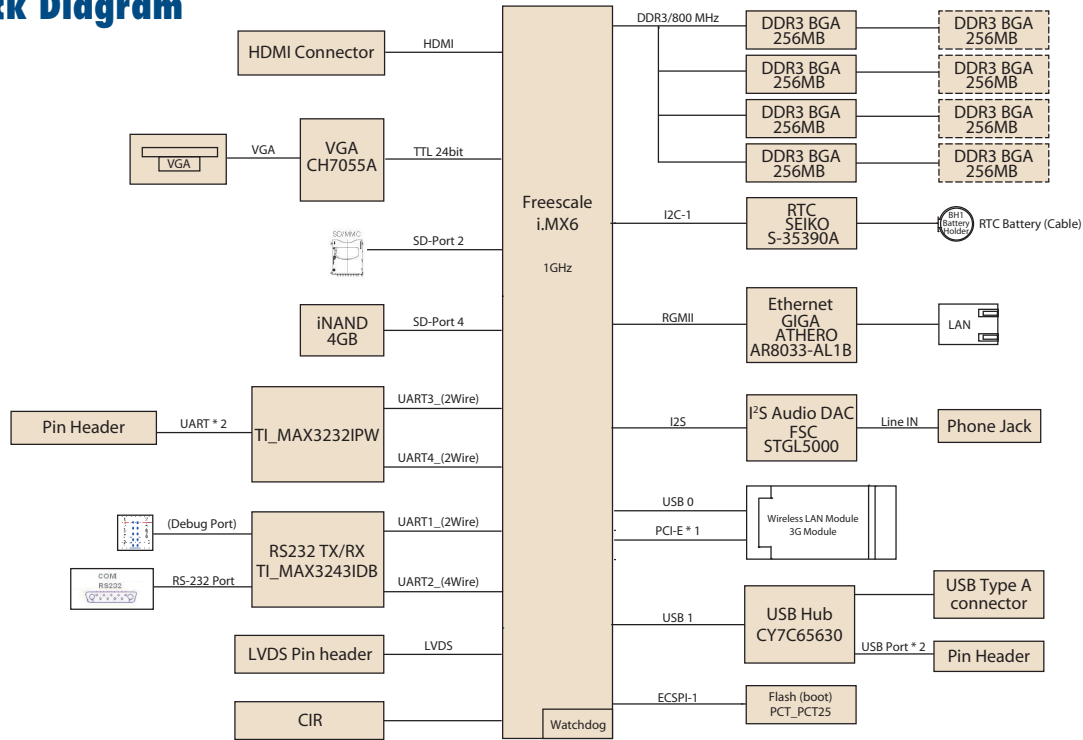 ck Diagram
HDMI Connector
HDMI
VGA
VGA
VGA
CH7055A
TTL 24bit
SD/MMC
SD-Port 2
iNAND
4GB
SD-Port 4
Pin Header
UART * 2
TI_MAX3232IPW
UART3_(2Wire)
UART4_(2Wire)
(Debug Port)
COM
RS232
RS-232 Port
RS232 TX/RX
TI_MAX3243IDB
UART1_(2Wire)
UART2_(4Wire)
LVDS Pin header
LVDS
CIR
Freescale
i.MX6
1GHz
Watchdog
DDR3/800 MHz
DDR3 BGA
256MB
DDR3 BGA
256MB
DDR3 BGA
256MB
DDR3 BGA
256MB
DDR3 BGA
256MB
DDR3 BGA
256MB
DDR3 BGA
256MB
DDR3 BGA
256MB
I2C-1
RTC
SEIKO
S-35390A
BH1
Battery
Holder
RTC Battery (Cable)
RGMII
Ethernet
GIGA
ATHERO
AR8033-AL1B
LAN
I2S
I²S Audio DAC
FSC
STGL5000
Line IN
Phone Jack
USB 0
PCI-E * 1
Wireless LAN Module
3G Module
USB 1
USB Hub
CY7C65630
USB Type A
connector
USB Port * 2
Pin Header
ECSPI-1
Flash (boot)
PCT_PCT25